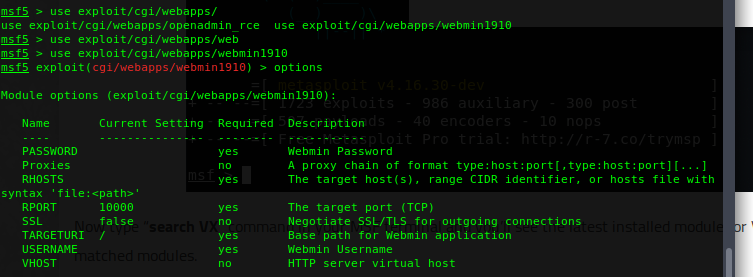 msf5 > use exploit/cgi/webapps/
use exploit/cgi/webapps/openadmin_rce  use exploit/cgi/webapps/webmin1910
msf5 > use exploit/cgi/webapps/web
msf5 > use exploit/cgi/webapps/webmin1910
msf5 exploit(cgi/webapps/webmin1910) > options
=[ metasploit v4.16.30-dev ]
Module options (exploit/cgi/webapps/webmin1910):
- 986 auxiliary - 300 post ]
Name Current Setting Required Description
- 40 encoders - 10 nops ]
---- --------------- -------- -----------
Free Metasploit Pro trial: http://r-7.co/trymsp ]
PASSWORD yes Webmin Password
Proxies no A proxy chain of format type:host:port[,type:host:port][...]
RHOSTS yes The target host(s), range CIDR identifier, or hosts file with
msf
syntax 'file:<path>'
RPORT 10000 yes The target port (TCP)
SSL false no Negotiate SSL/TLS for outgoing connections
Now type "search VX" command see the latest installed module for
TARGETURI / yes Base path for Webmin application
USERNAME yes Webmin Username
matched modules.
VHOST no HTTP server virtual host